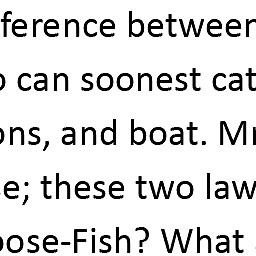 ference between
o can soonest cat
ons, and boat. Mr
e; these two law
oose-Fish? What